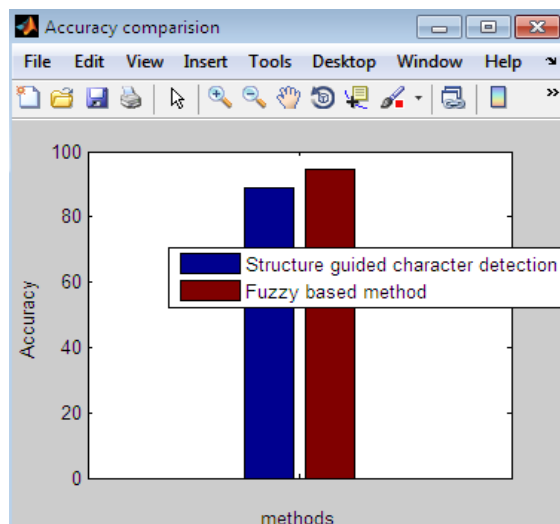 Accuracy comparision
File Edit View Insert Tools Desktop Window Help
100
80
60
40
20
0
Accuracy
Structure guided character detection
Fuzzy based method
methods